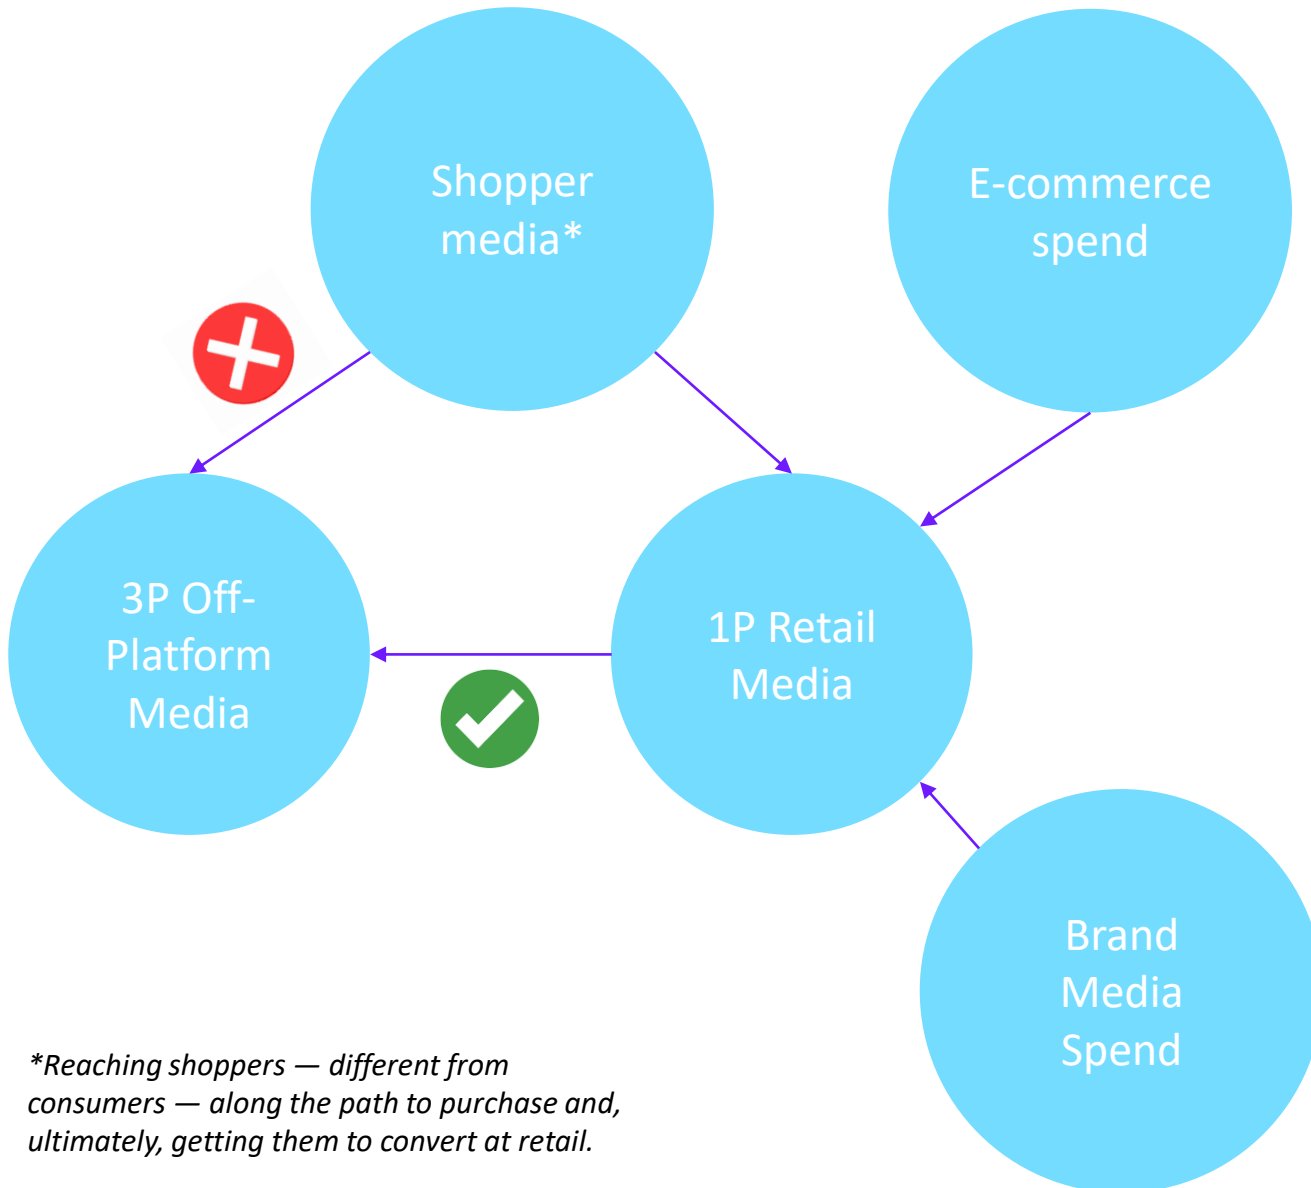 Shopper
media*
E-commerce
spend
3P Off-
Platform
Media
1P Retail
Media
Brand
Media
Spend
*Reaching shoppers — different from
consumers — along the path to purchase and,
ultimately, getting them to convert at retail.